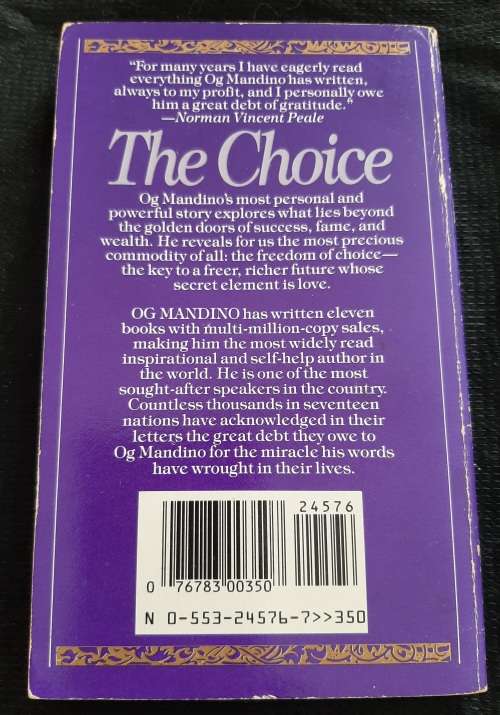 “For many years I have eagerly read
everything Og Mandino has written,
always to my profit, and I personally owe
him a great debt of gratitude.”
—Norman Vincent Peale
The Choice
Og Mandino's most personal and
powerful story explores what lies beyond
the golden doors of success, fame, and
wealth. He reveals for us the most precious
commodity of all: the freedom of choice—
the key to a freer, richer future whose
secret element is love.
OG MANDINO has written eleven
books with multi-million-copy sales,
making him the most widely read
inspirational and self-help author in
the world. He is one of the most
sought-after speakers in the country.
Countless thousands in seventeen
nations have acknowledged in their
letters the great debt they owe to
Og Mandino for the miracle his words
have wrought in their lives.
24576
0 76783 00350
N 0-553-24576-7>>350